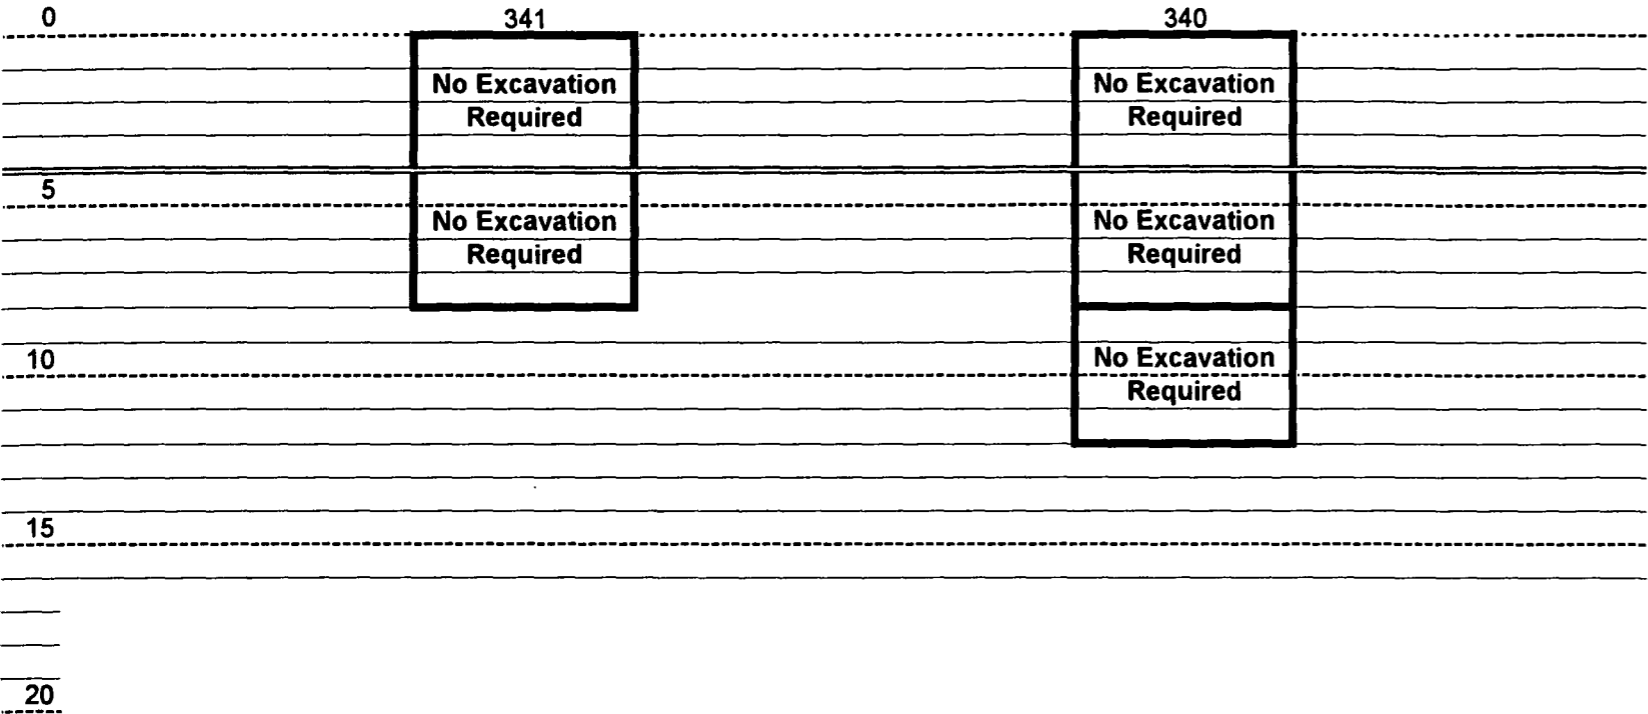 0 341 340
No Excavation No Excavation
Required Required
5
No Excavation No Excavation
Required Required
10 No Excavation
Required
15
20